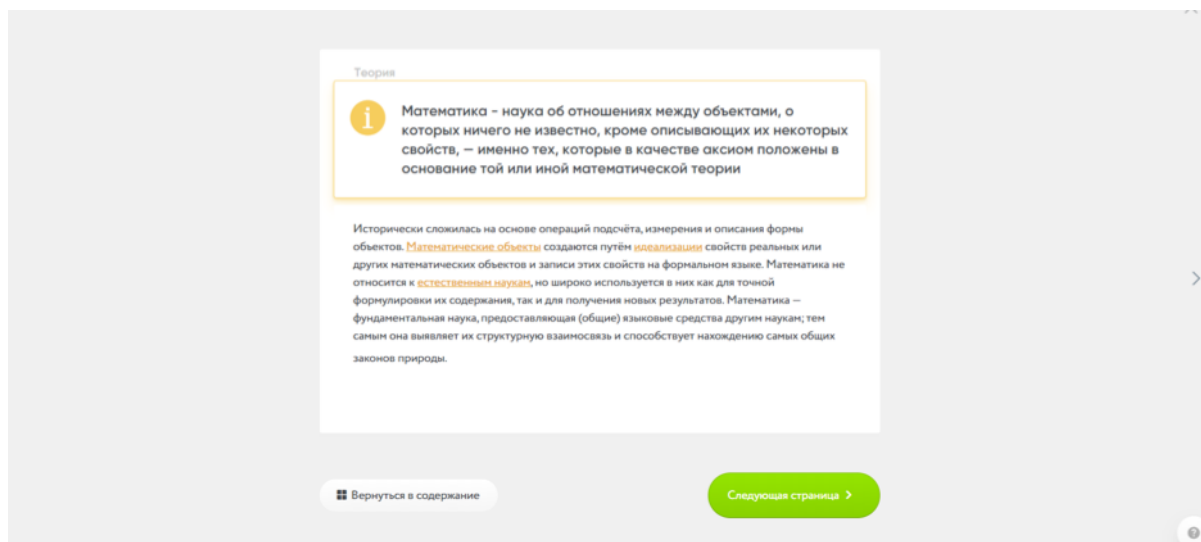 Теория
Математика - наука об отношениях между объектами, о
которых ничего не известно, кроме описывающих их некоторых
свойств, — именно тех, которые в качестве аксиом положены в
основание той или иной математической теории
Исторически сложилась на основе операций подсчёта, измерения и описания формы
объектов. Математические объекты создаются путём идеализации свойств реальных или
других математических объектов и записи этих свойств на формальном языке. Математика не
относится к естественным наукам, но широко используется в них как для точной
формулировки их содержания, так и для получения новых результатов. Математика —
фундаментальная наука, предоставляющая (общие) языковые средства другим наукам; тем
самым она выявляет их структурную взаимосвязь и способствует нахождению самых общих
законов природы.
Вернуться в содержание
Следующая страница